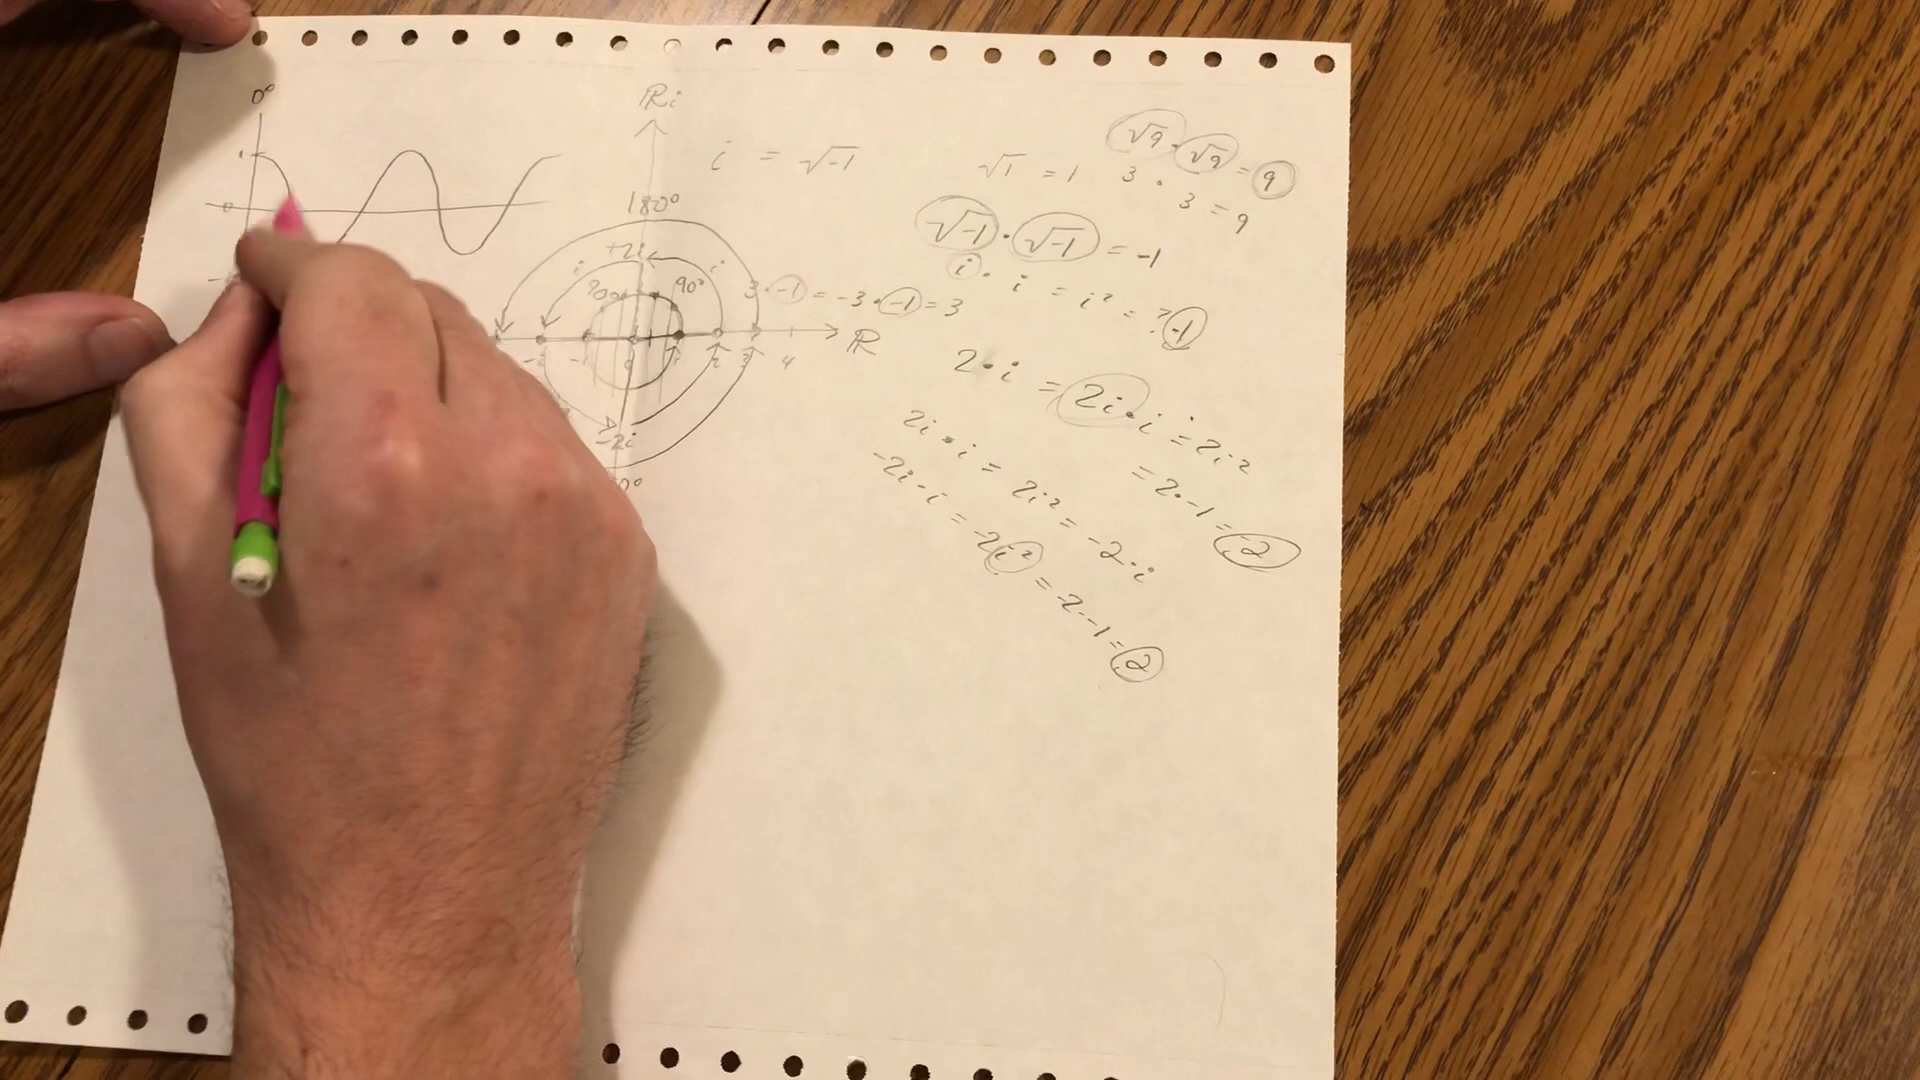 0°
1
0
ℝi
i = √-1
√1 = 1
√9 · √9 = 9
3 · 3 = 9
√-1 · √-1 = -1
i · i = i² = ? -1
180°
+2i
i
i
90°
90°
3 · -1 = -3 · -1 = 3
ℝ
-2 -1 0 1 2 3 4
-2i
2 · i = 2i · i = 2i²
= 2 · -1 = -2
2i · i = 2i² = -2 · i
-2i · i = -2i² = -2 · -1 = 2